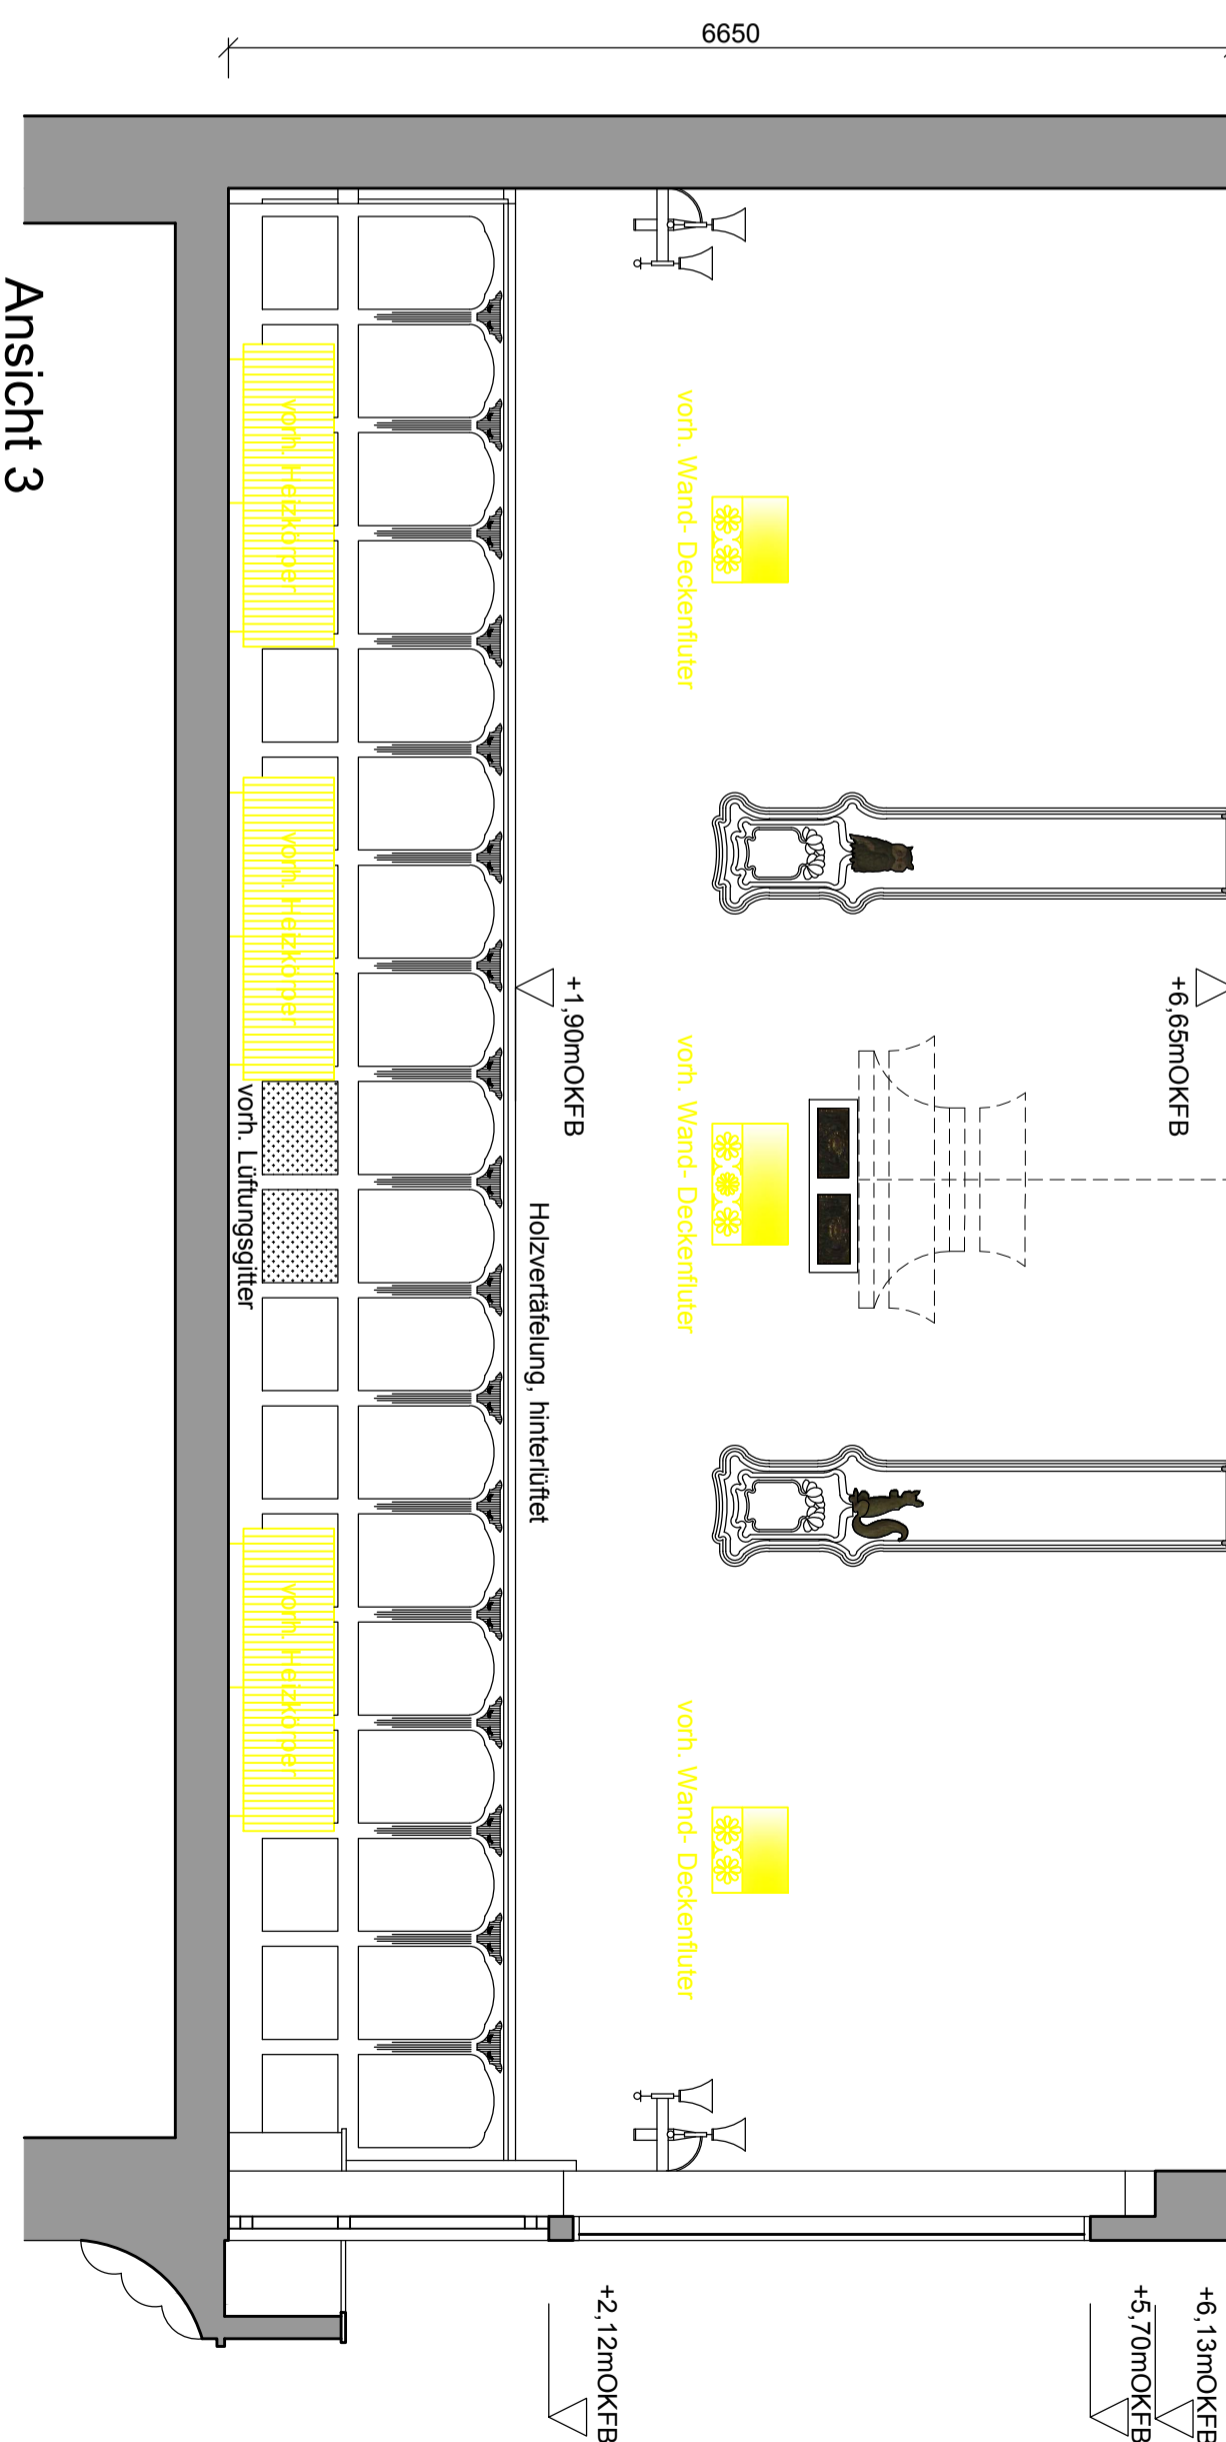 6650
+6,65mOKFB
+6,13mOKFB
+5,70mOKFB
vorh. Wand- Deckenfluter
vorh. Wand- Deckenfluter
vorh. Wand- Deckenfluter
+2,12mOKFB
+1,90mOKFB
Holzvertäfelung, hinterlüftet
vorh. Heizkörper
vorh. Heizkörper
vorh. Heizkörper
vorh. Lüftungsgitter
Ansicht 3